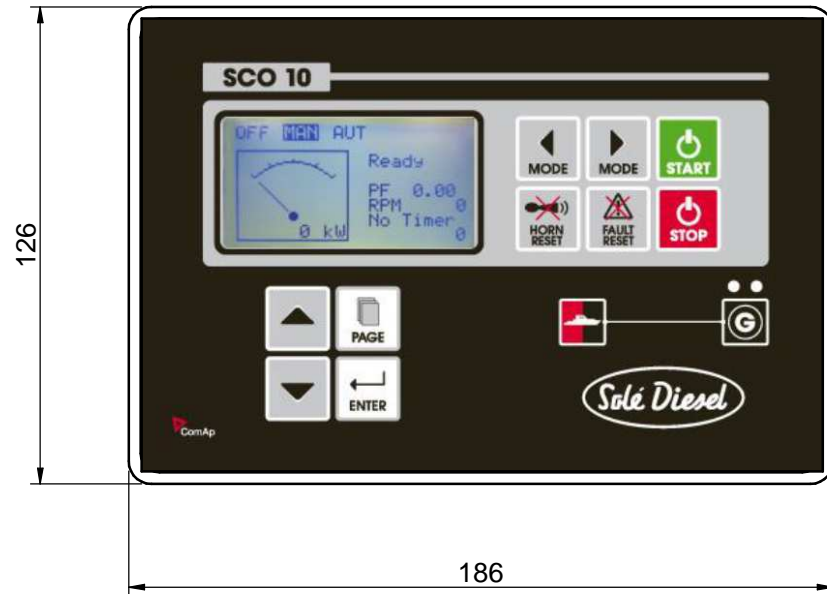 SCO 10
OFF MAN AUT
Ready
PF 0.00
RPM 0
No Timer
0 kW 0
MODE MODE START
HORN RESET
FAULT RESET
STOP
PAGE
ENTER
G
Solé Diesel
ComAp
126
186